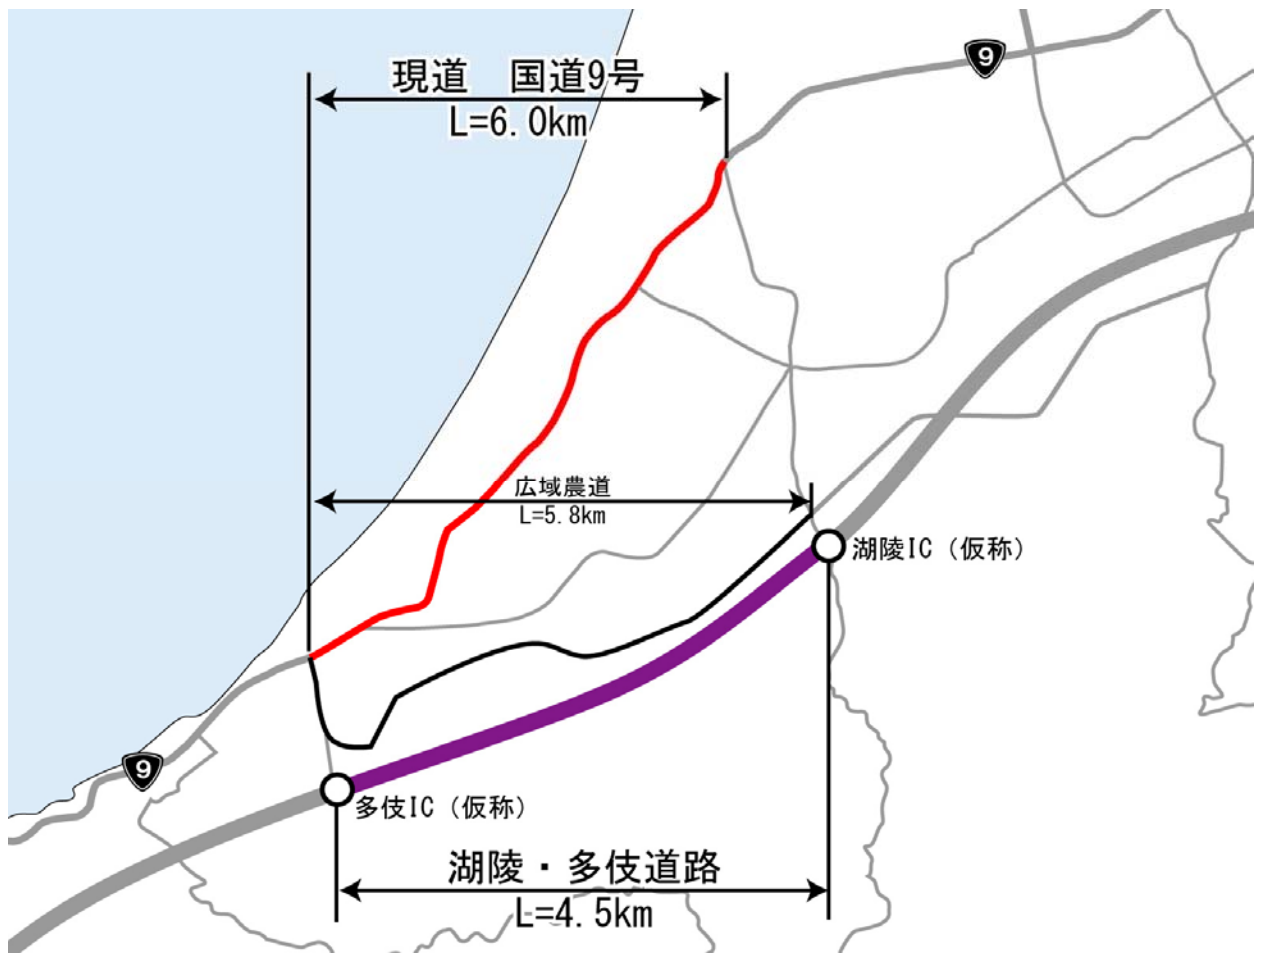 現道 国道9号
L=6.0km
9
広域農道
L=5.8km
湖陵IC（仮称）
9
多伎IC（仮称）
湖陵・多伎道路
L=4.5km